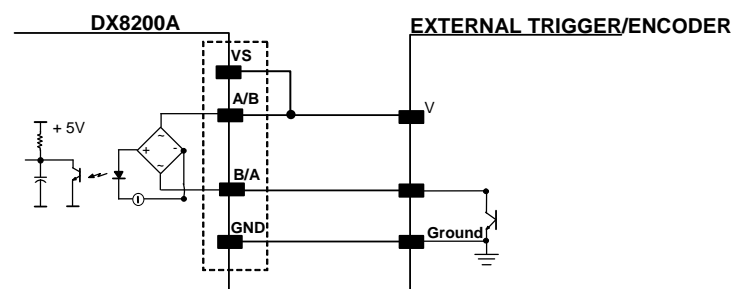 DX8200A
EXTERNAL TRIGGER/ENCODER
VS
A/B
V
+ 5V
+ ~ - ~
B/A
GND
Ground